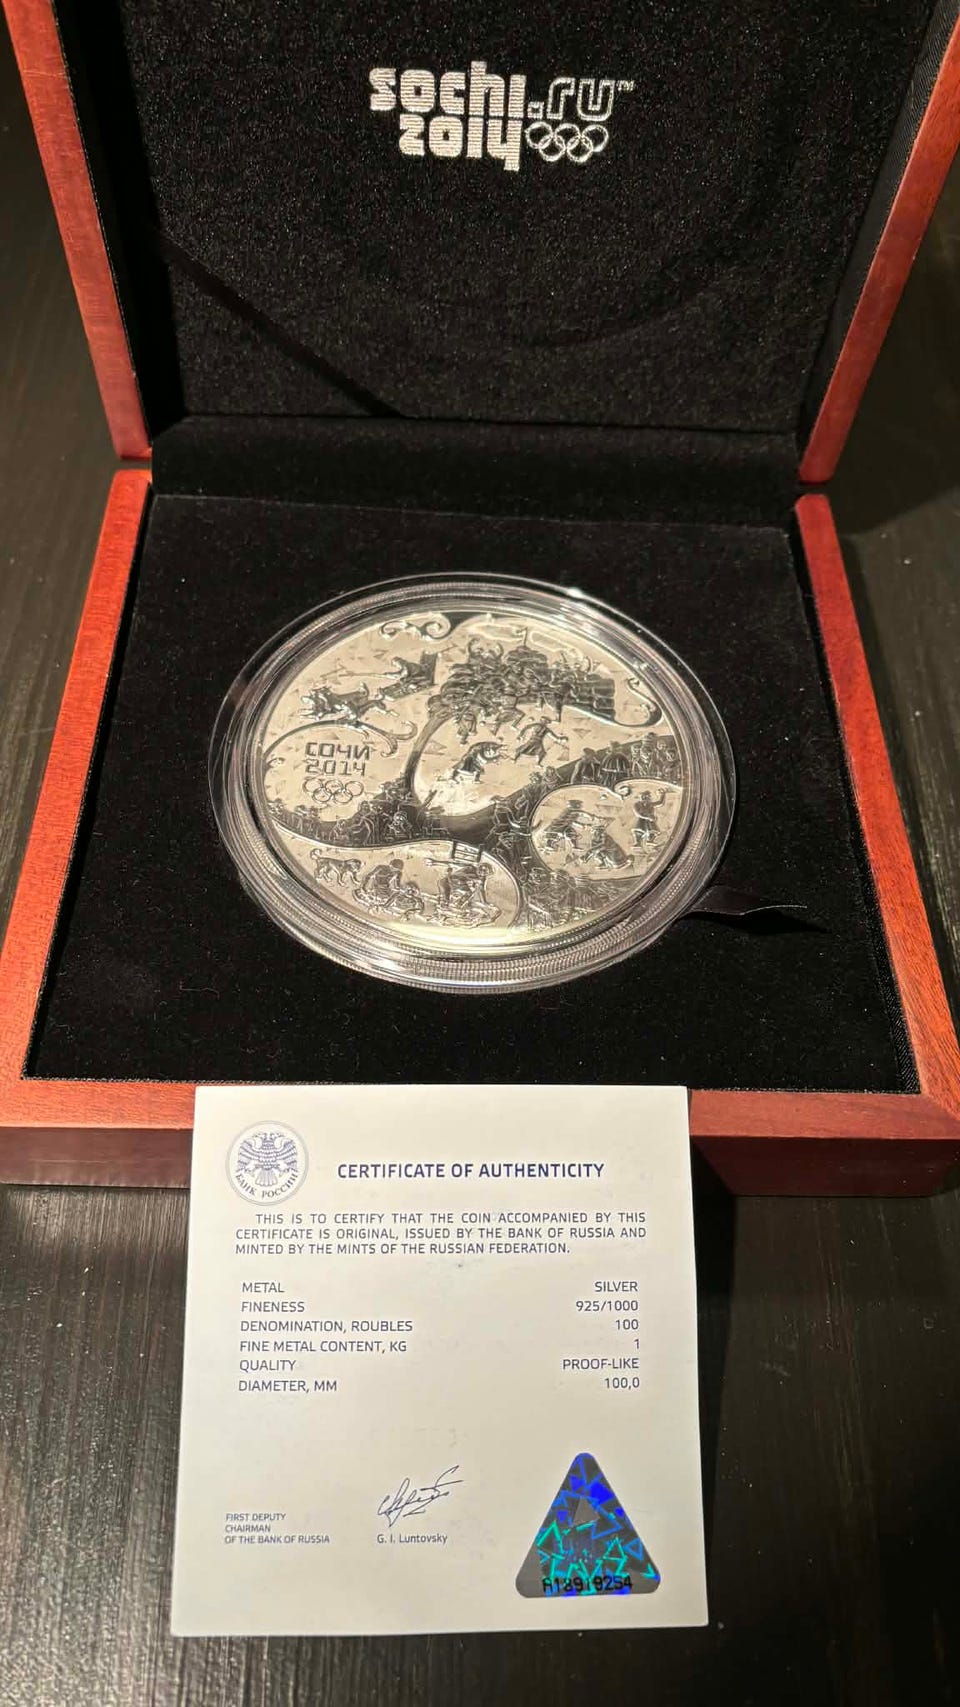 sochi.ru™
2014
СОЧИ
2014
БАНК РОССИИ
CERTIFICATE OF AUTHENTICITY
THIS IS TO CERTIFY THAT THE COIN ACCOMPANIED BY THIS
CERTIFICATE IS ORIGINAL, ISSUED BY THE BANK OF RUSSIA AND
MINTED BY THE MINTS OF THE RUSSIAN FEDERATION.
METAL SILVER
FINENESS 925/1000
DENOMINATION, ROUBLES 100
FINE METAL CONTENT, KG 1
QUALITY PROOF-LIKE
DIAMETER, MM 100,0
FIRST DEPUTY
CHAIRMAN
OF THE BANK OF RUSSIA
G. I. Luntovsky
A18919254